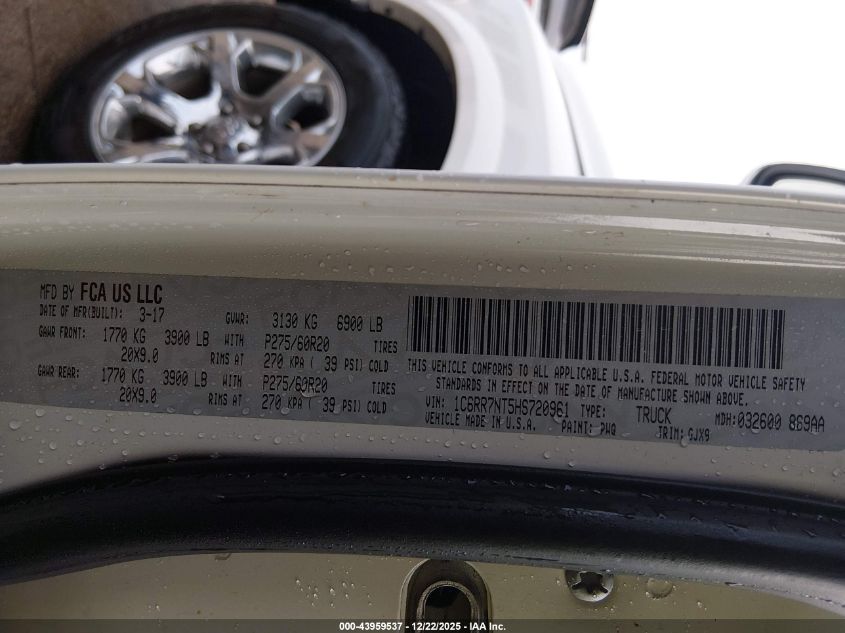 MFD BY FCA US LLC
DATE OF MFR(BUILT): 3-17 GVWR: 3130 KG 6900 LB
GAWR FRONT: 1770 KG 3900 LB WITH P275/60R20 TIRES
20X9.0 RIMS AT 270 KPA ( 39 PSI) COLD
GAWR REAR: 1770 KG 3900 LB WITH P275/60R20 TIRES
20X9.0 RIMS AT 270 KPA ( 39 PSI) COLD
THIS VEHICLE CONFORMS TO ALL APPLICABLE U.S.A. FEDERAL MOTOR VEHICLE SAFETY
STANDARDS IN EFFECT ON THE DATE OF MANUFACTURE SHOWN ABOVE.
VIN: 1C6RR7NT5HS720961 TYPE: TRUCK MDH:032600 869AA
VEHICLE MADE IN U.S.A. PAINT: PWQ TRIM: GJX9
000-43959537 - 12/22/2025 - IAA Inc.